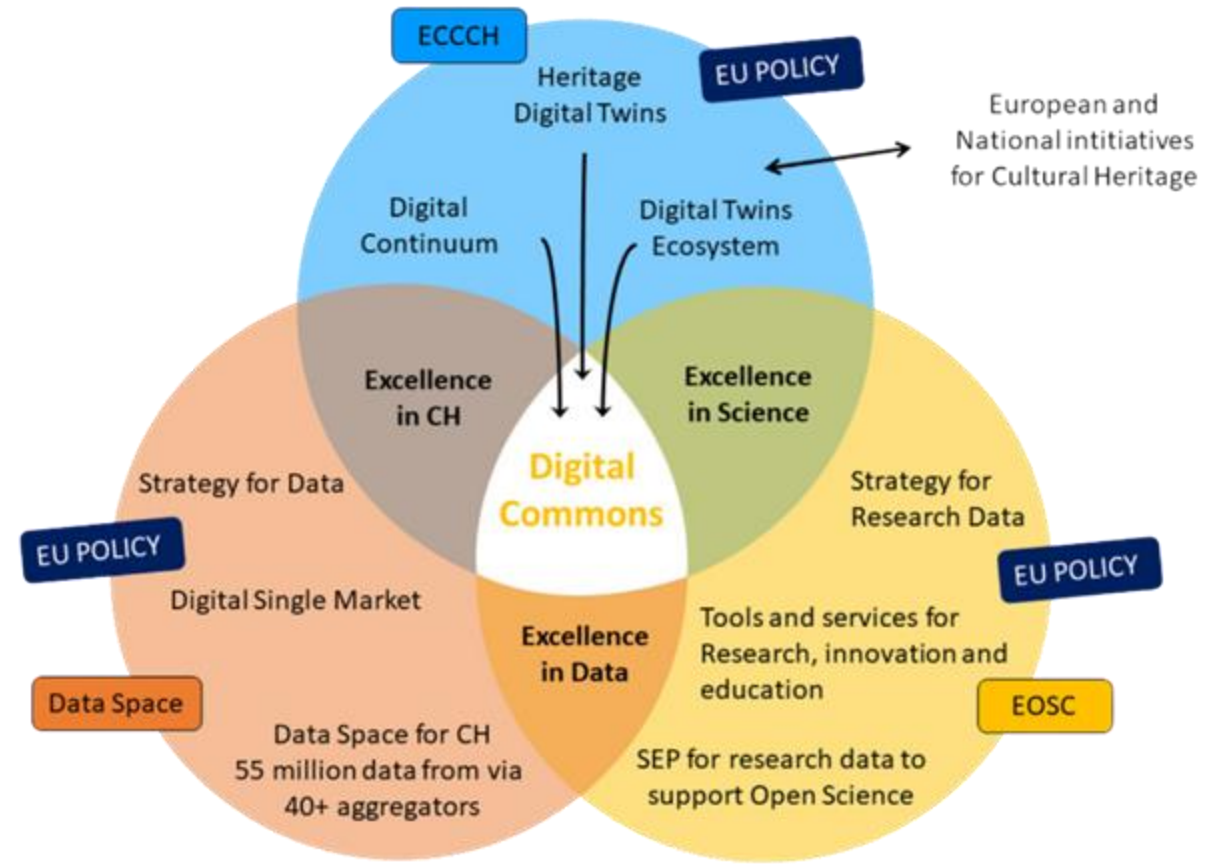 ECCCH
EU POLICY
Heritage
Digital Twins
European and
National intitiatives
for Cultural Heritage
Digital
Continuum
Digital Twins
Ecosystem
Excellence
in CH
Excellence
in Science
Digital
Commons
Strategy for Data
EU POLICY
Digital Single Market
Data Space
Data Space for CH
55 million data from via
40+ aggregators
Excellence
in Data
Strategy for
Research Data
EU POLICY
Tools and services for
Research, innovation and
education
EOSC
SEP for research data to
support Open Science